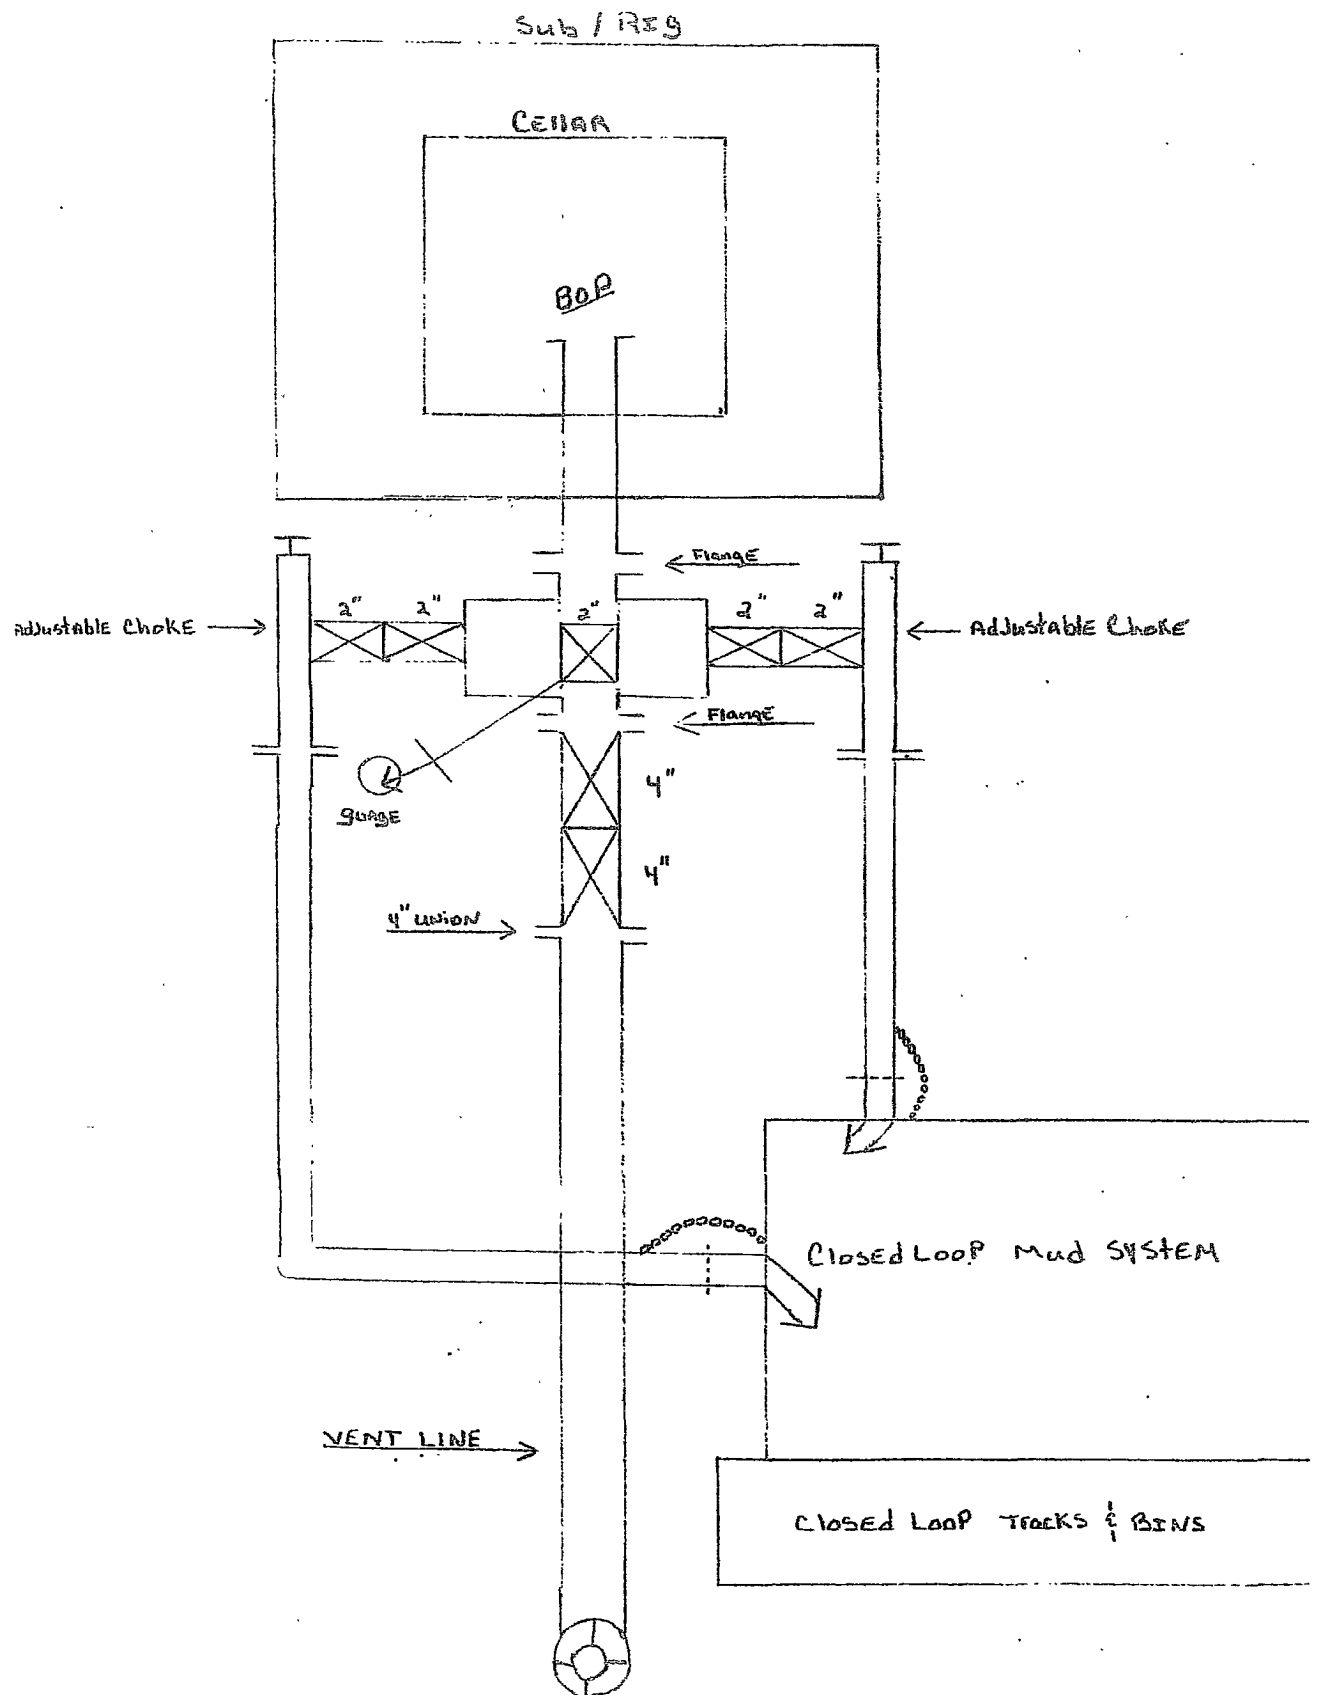 Sub / Rig
CEllAR
BOP
Flange
2" 2" 2" 2" 2"
Adjustable Choke
Adjustable Choke
Flange
4"
guage
4"
4" UNION
Closed Loop Mud SYSTEM
VENT LINE
Closed Loop Tracks & BINS